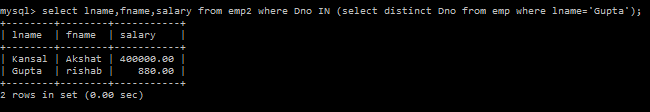 mysql> select lname,fname,salary from emp2 where Dno IN (select distinct Dno from emp where lname='Gupta');
+--------+--------+-----------+
| lname  | fname  | salary    |
+--------+--------+-----------+
| Kansal | Akshat | 400000.00 |
| Gupta  | rishab |    880.00 |
+--------+--------+-----------+
2 rows in set (0.00 sec)